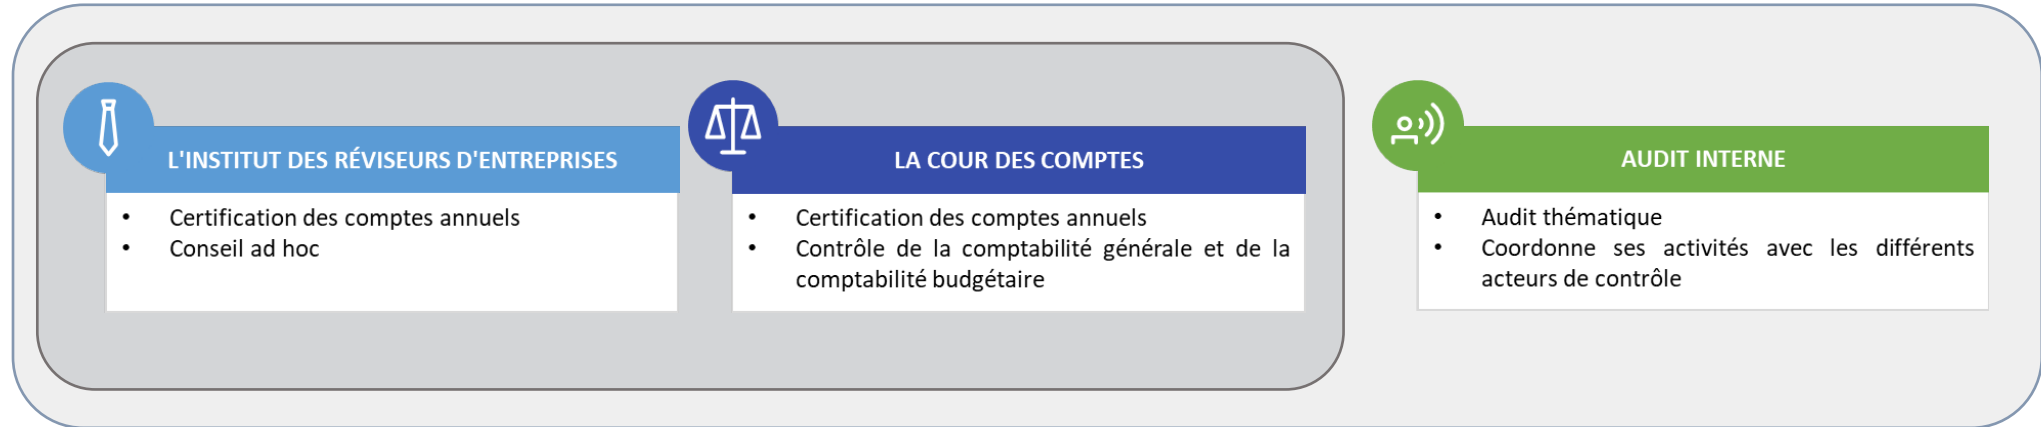 L'INSTITUT DES RÉVISEURS D'ENTREPRISES
• Certification des comptes annuels
• Conseil ad hoc
LA COUR DES COMPTES
• Certification des comptes annuels
• Contrôle de la comptabilité générale et de la
comptabilité budgétaire
AUDIT INTERNE
• Audit thématique
• Coordonne ses activités avec les différents
acteurs de contrôle